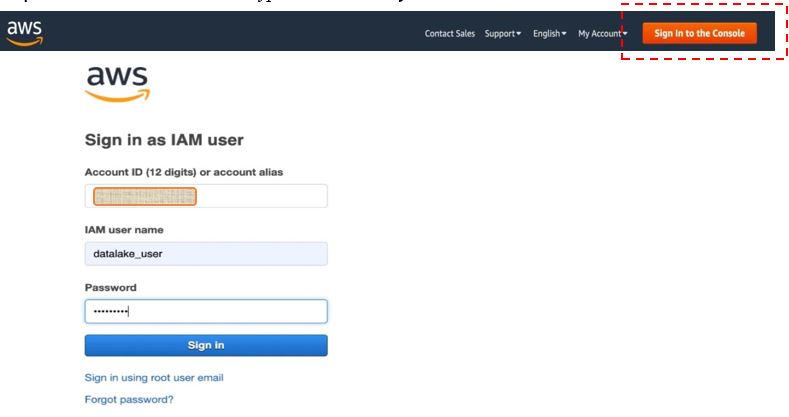 aws
Contact Sales Support English My Account Sign In to the Console
aws
Sign in as IAM user
Account ID (12 digits) or account alias
IAM user name
datalake_user
Password
•••••••••
Sign in
Sign in using root user email
Forgot password?